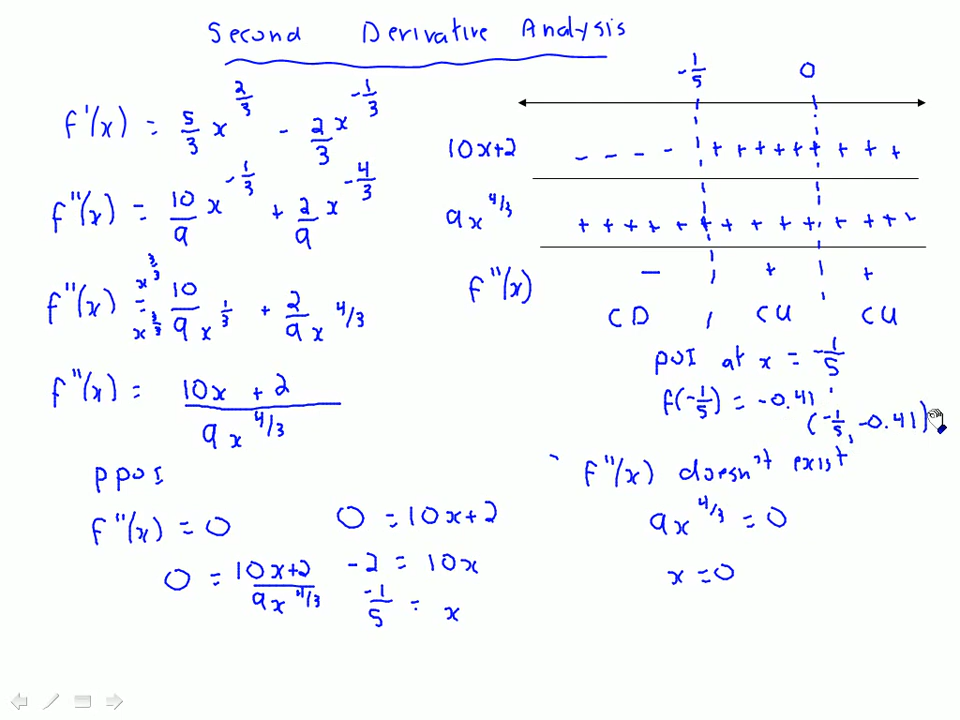 Second Derivative Analysis
f'(x) = 5/3 x^(2/3) - 2/3 x^(-1/3)
f''(x) = 10/9 x^(-1/3) + 2/9 x^(-4/3)
f''(x) = x^(3/3) 10 / x^(3/3) 9x^(1/3) + 2/9x^(4/3)
f''(x) = 10x + 2 / 9x^(4/3)
PPOI
f''(x) = 0
0 = 10x+2 / 9x^(4/3)
0 = 10x+2
-2 = 10x
-1/5 = x
-1/5 0
10x+2 - - - - + + + + + + + + +
9x^(4/3) + + + + + + + + + + + + + +
f''(x) - + +
CD CU CU
POI at x = -1/5
f(-1/5) = -0.41
(-1/5, -0.41)
f''(x) doesn't exist
9x^(4/3) = 0
x = 0